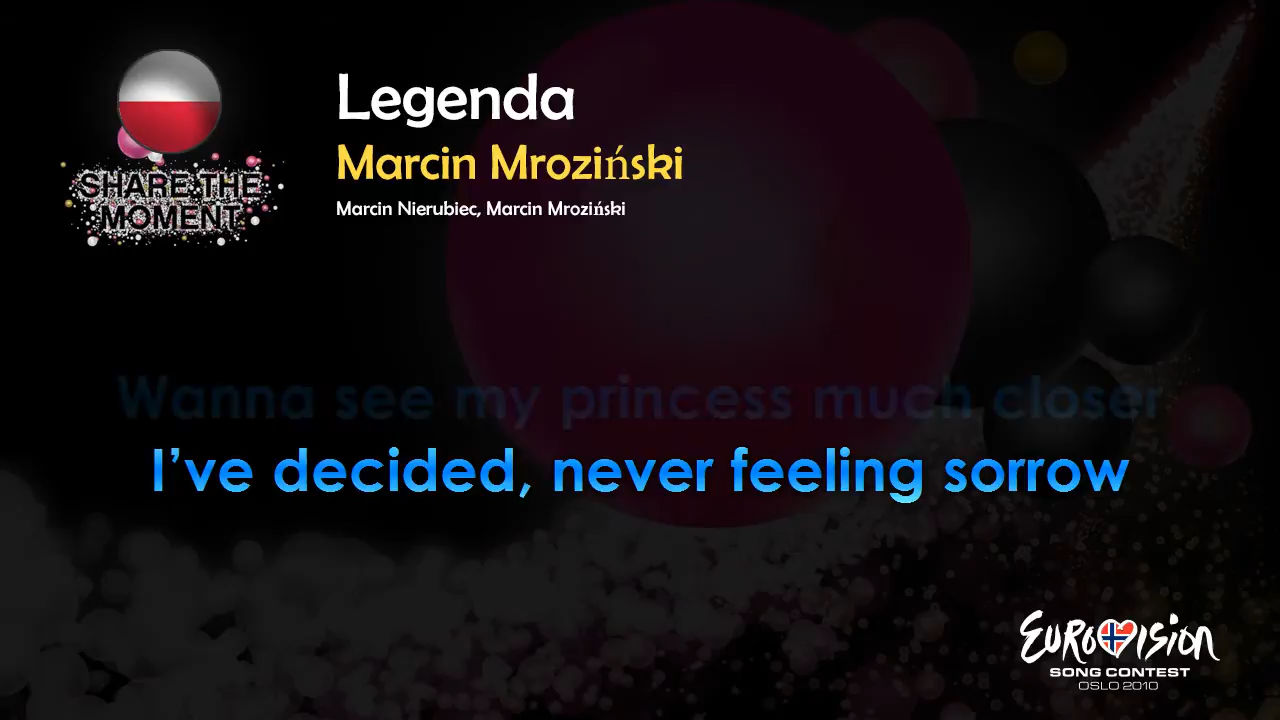 SHARE THE
MOMENT
Legenda
Marcin Mroziński
Marcin Nierubiec, Marcin Mroziński
Wanna see my princess much closer
I've decided, never feeling sorrow
EUROVISION
SONG CONTEST
OSLO 2010